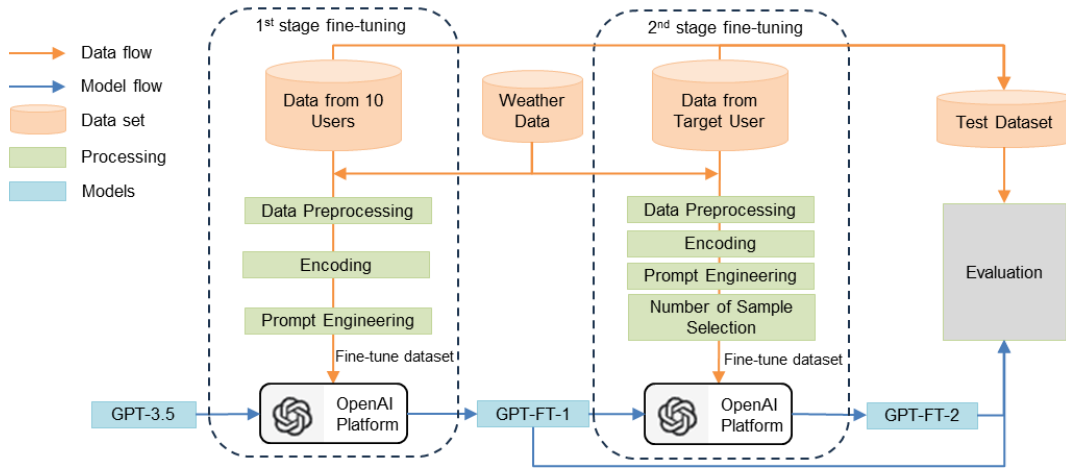 1st stage fine-tuning
2nd stage fine-tuning
Data flow
Model flow
Data set
Processing
Models
Data from 10
Users
Weather
Data
Data from
Target User
Test Dataset
Data Preprocessing
Encoding
Prompt Engineering
Fine-tune dataset
Data Preprocessing
Encoding
Prompt Engineering
Number of Sample
Selection
Fine-tune dataset
Evaluation
GPT-3.5
OpenAI
Platform
GPT-FT-1
OpenAI
Platform
GPT-FT-2